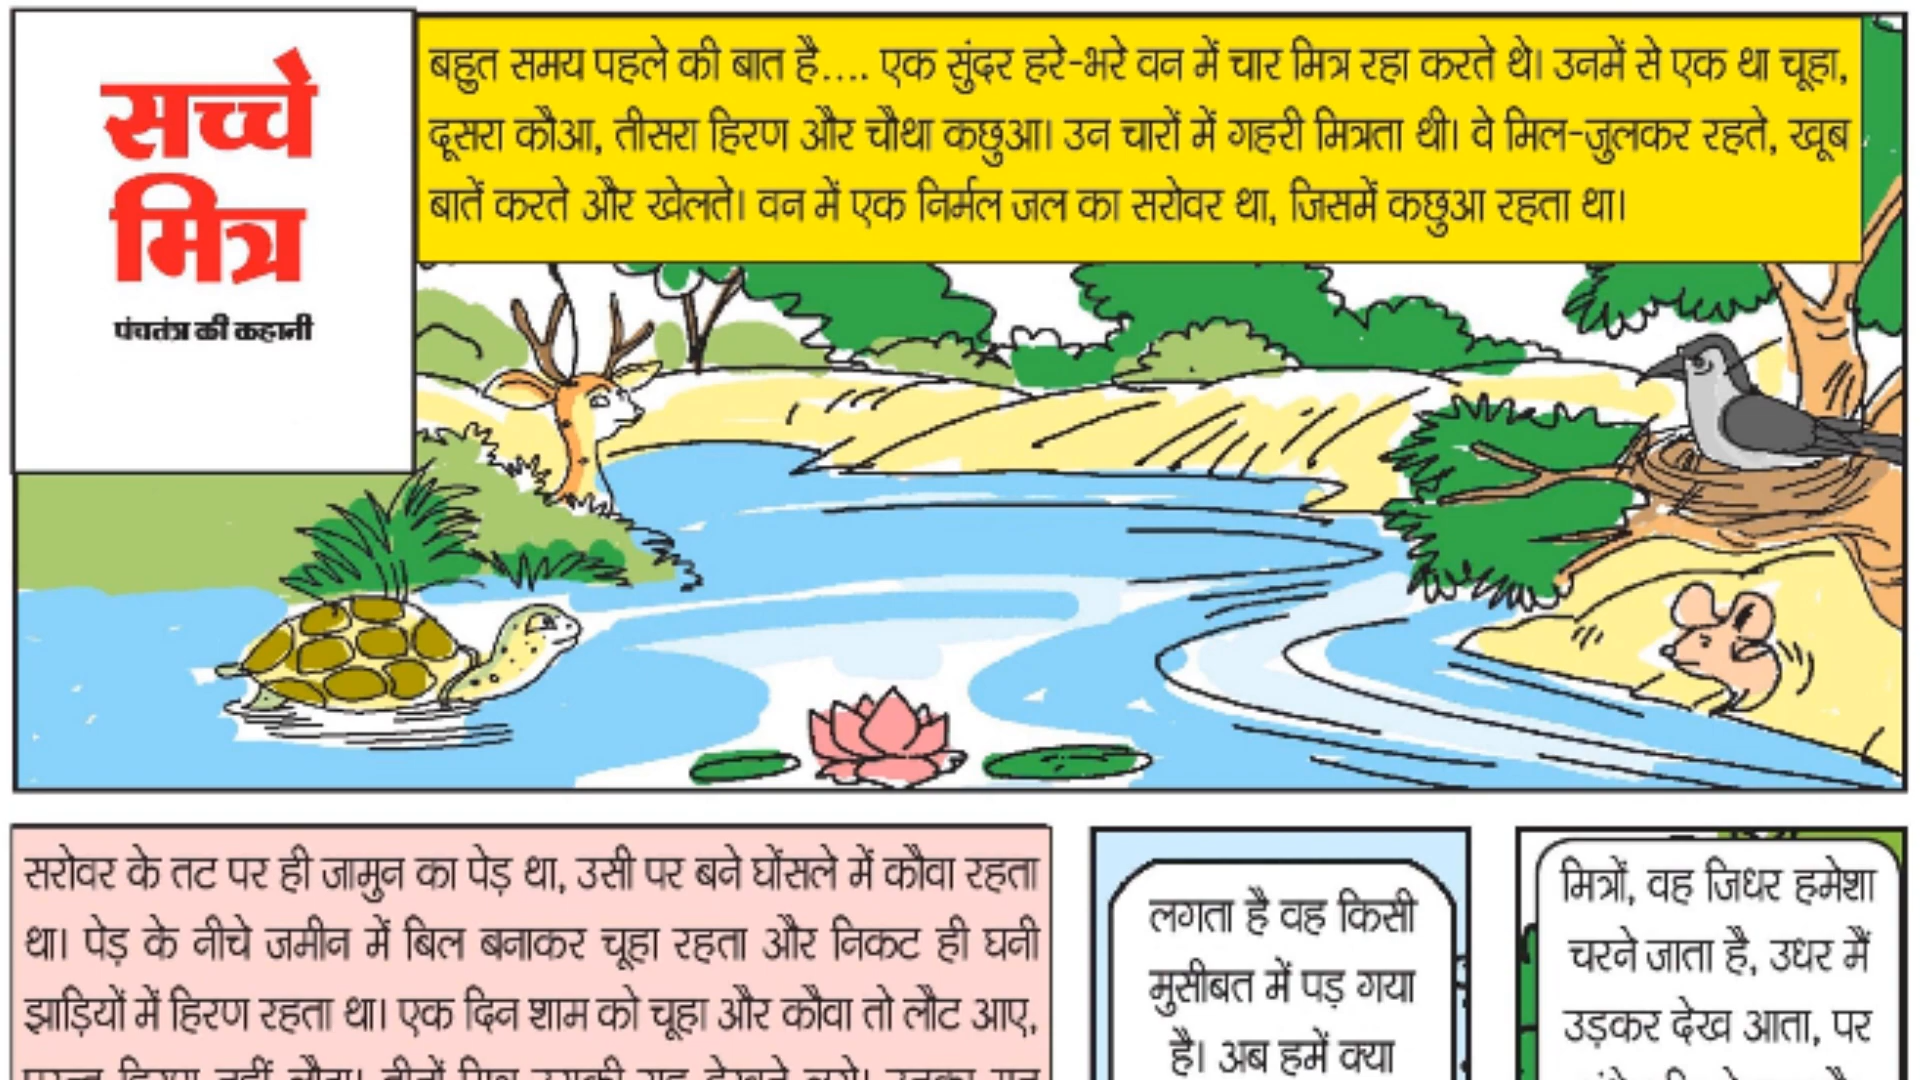 सच्चे
मित्र
पंचतंत्र की कहानी
बहुत समय पहले की बात है.... एक सुंदर हरे-भरे वन में चार मित्र रहा करते थे। उनमें से एक था चूहा,
दूसरा कौआ, तीसरा हिरण और चौथा कछुआ। उन चारों में गहरी मित्रता थी। वे मिल-जुलकर रहते, खूब
बातें करते और खेलते। वन में एक निर्मल जल का सरोवर था, जिसमें कछुआ रहता था।
सरोवर के तट पर ही जामुन का पेड़ था, उसी पर बने घोंसले में कौवा रहता
था। पेड़ के नीचे जमीन में बिल बनाकर चूहा रहता और निकट ही घनी
झाड़ियों में हिरण रहता था। एक दिन शाम को चूहा और कौवा तो लौट आए,
लगता है वह किसी
मुसीबत में पड़ गया
है। अब हमें क्या
मित्रों, वह जिधर हमेशा
चरने जाता है, उधर मैं
उड़कर देख आता, पर